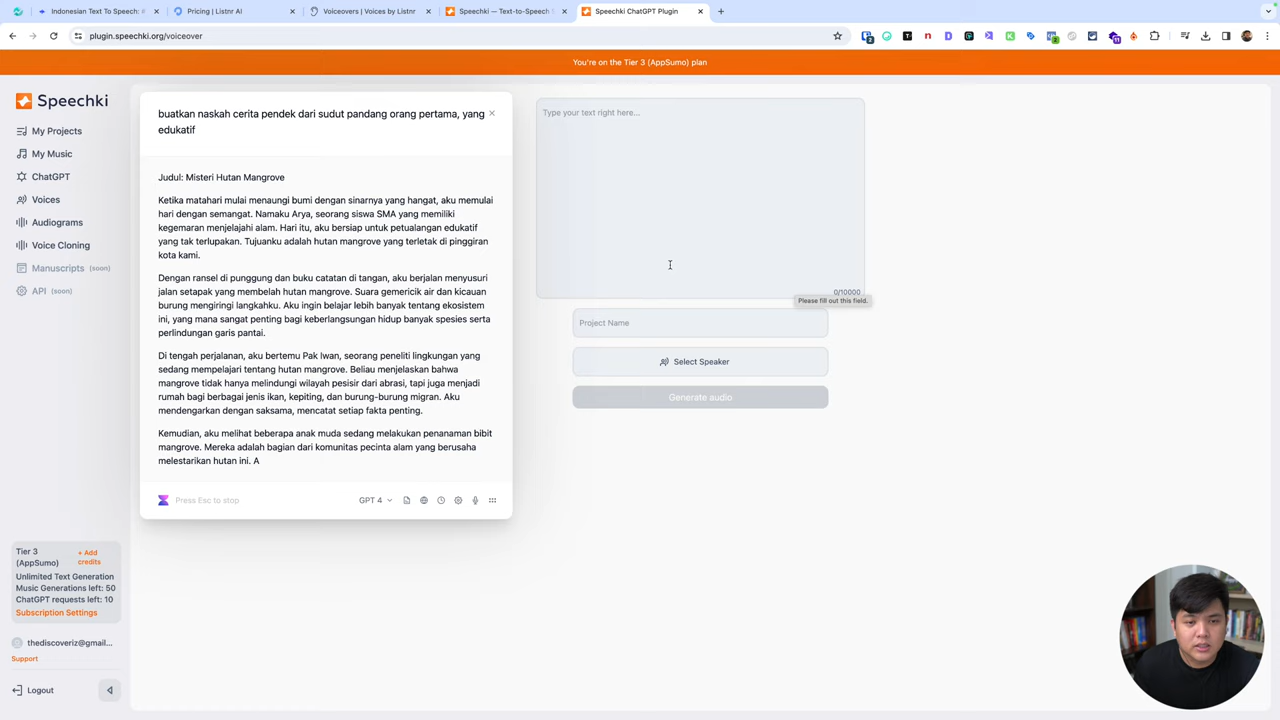 Indonesian Text To Speech: #
Pricing | Listnr AI
Voiceovers | Voices by Listnr
Speechki — Text-to-Speech S
Speechki ChatGPT Plugin
plugin.speechki.org/voiceover
You're on the Tier 3 (AppSumo) plan
Speechki
My Projects
My Music
ChatGPT
Voices
Audiograms
Voice Cloning
Manuscripts (soon)
API (soon)
Tier 3 (AppSumo)
+ Add credits
Unlimited Text Generation
Music Generations left: 50
ChatGPT requests left: 10
Subscription Settings
thediscoveriz@gmail...
Support
Logout
buatkan naskah cerita pendek dari sudut pandang orang pertama, yang
edukatif
Judul: Misteri Hutan Mangrove
Ketika matahari mulai menaungi bumi dengan sinarnya yang hangat, aku memulai
hari dengan semangat. Namaku Arya, seorang siswa SMA yang memiliki
kegemaran menjelajahi alam. Hari itu, aku bersiap untuk petualangan edukatif
yang tak terlupakan. Tujuanku adalah hutan mangrove yang terletak di pinggiran
kota kami.
Dengan ransel di punggung dan buku catatan di tangan, aku berjalan menyusuri
jalan setapak yang membelah hutan mangrove. Suara gemericik air dan kicauan
burung mengiringi langkahku. Aku ingin belajar lebih banyak tentang ekosistem
ini, yang mana sangat penting bagi keberlangsungan hidup banyak spesies serta
perlindungan garis pantai.
Di tengah perjalanan, aku bertemu Pak Iwan, seorang peneliti lingkungan yang
sedang mempelajari tentang hutan mangrove. Beliau menjelaskan bahwa
mangrove tidak hanya melindungi wilayah pesisir dari abrasi, tapi juga menjadi
rumah bagi berbagai jenis ikan, kepiting, dan burung-burung migran. Aku
mendengarkan dengan saksama, mencatat setiap fakta penting.
Kemudian, aku melihat beberapa anak muda sedang melakukan penanaman bibit
mangrove. Mereka adalah bagian dari komunitas pecinta alam yang berusaha
melestarikan hutan ini. A
Press Esc to stop
GPT 4
Type your text right here...
0/10000
Please fill out this field.
Project Name
Select Speaker
Generate audio